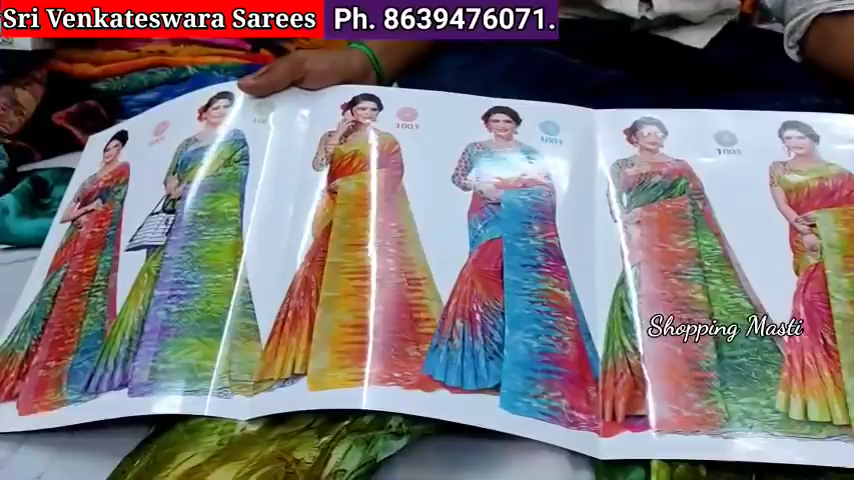 Sri Venkateswara Sarees
Ph. 8639476071.
1003
1004
1005
Shopping Masti